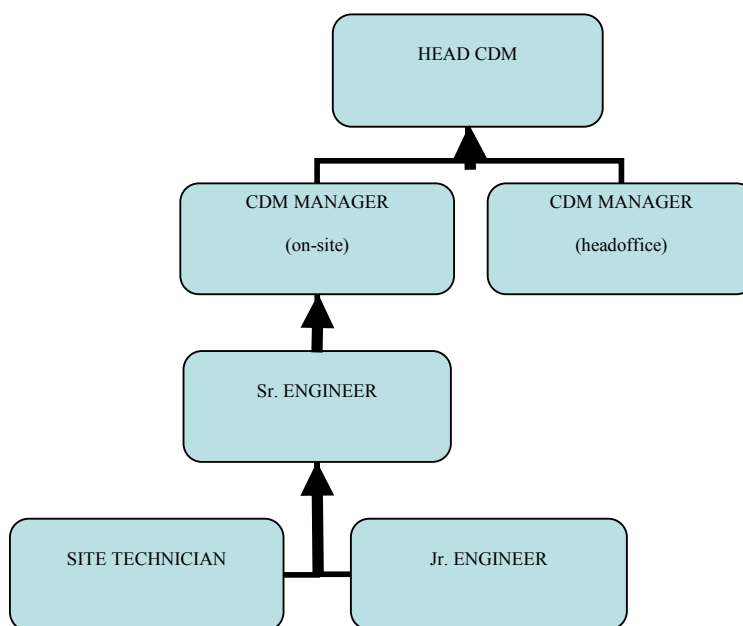 HEAD CDM
CDM MANAGER
(on-site)
CDM MANAGER
(headoffice)
Sr. ENGINEER
SITE TECHNICIAN
Jr. ENGINEER